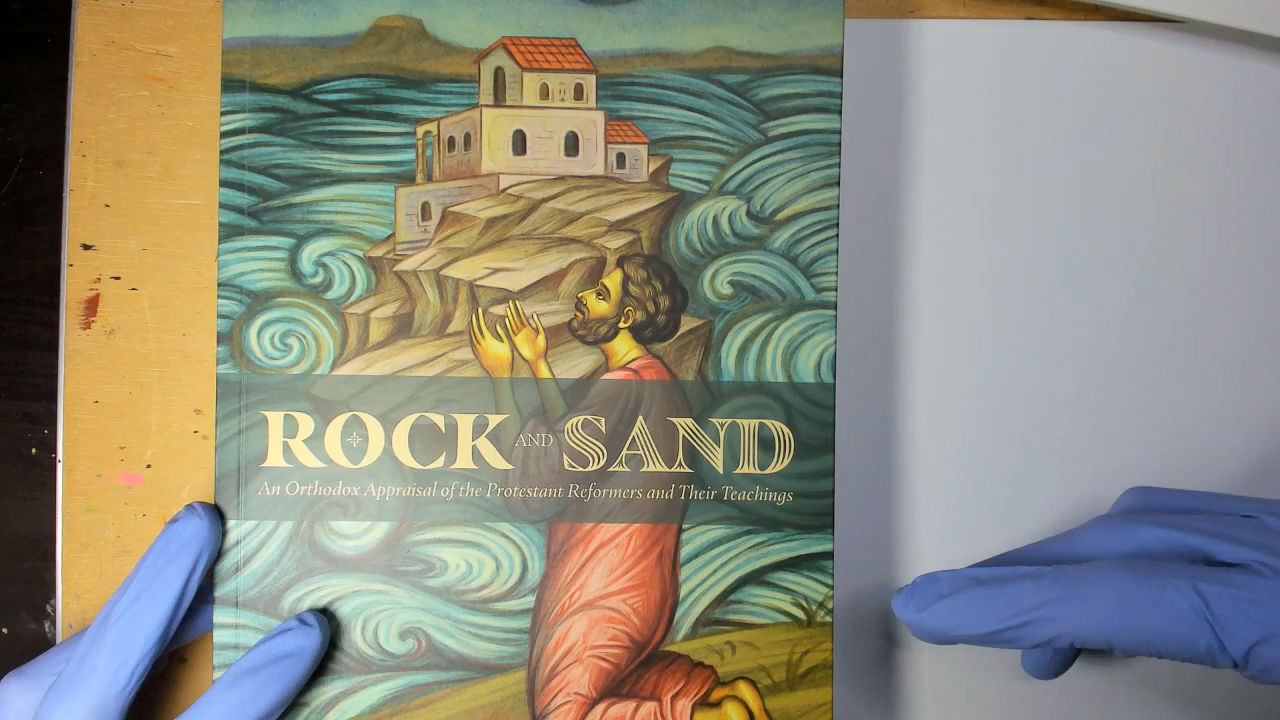 ROCK AND SAND
An Orthodox Appraisal of the Protestant Reformers and Their Teachings